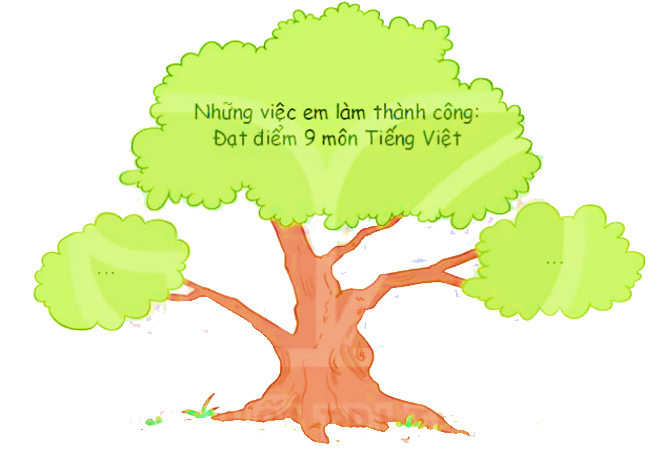 Những việc em làm thành công:
Đạt điểm 9 môn Tiếng Việt
...
...